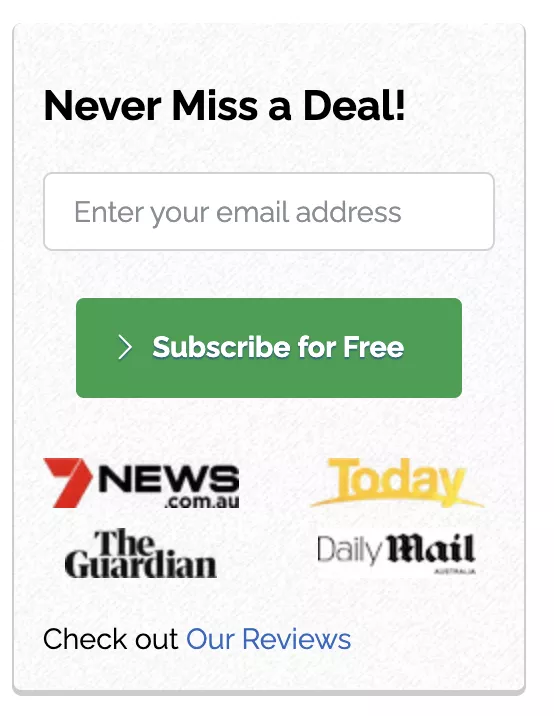 Never Miss a Deal!
Enter your email address
Subscribe for Free
7NEWS
.com.au
Today
The
Guardian
Daily Mail
AUSTRALIA
Check out Our Reviews